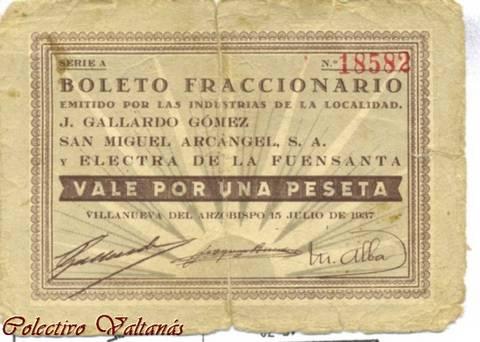 SERIE A N.º 18582
BOLETO FRACCIONARIO
EMITIDO POR LAS INDUSTRIAS DE LA LOCALIDAD.
J. GALLARDO GÓMEZ
SAN MIGUEL ARCÁNGEL, S. A.
Y ELECTRA DE LA FUENSANTA
VALE POR UNA PESETA
VILLANUEVA DEL ARZOBISPO 15 JULIO DE 1937
Gallardo M. Alba
Colectivo Valtanás